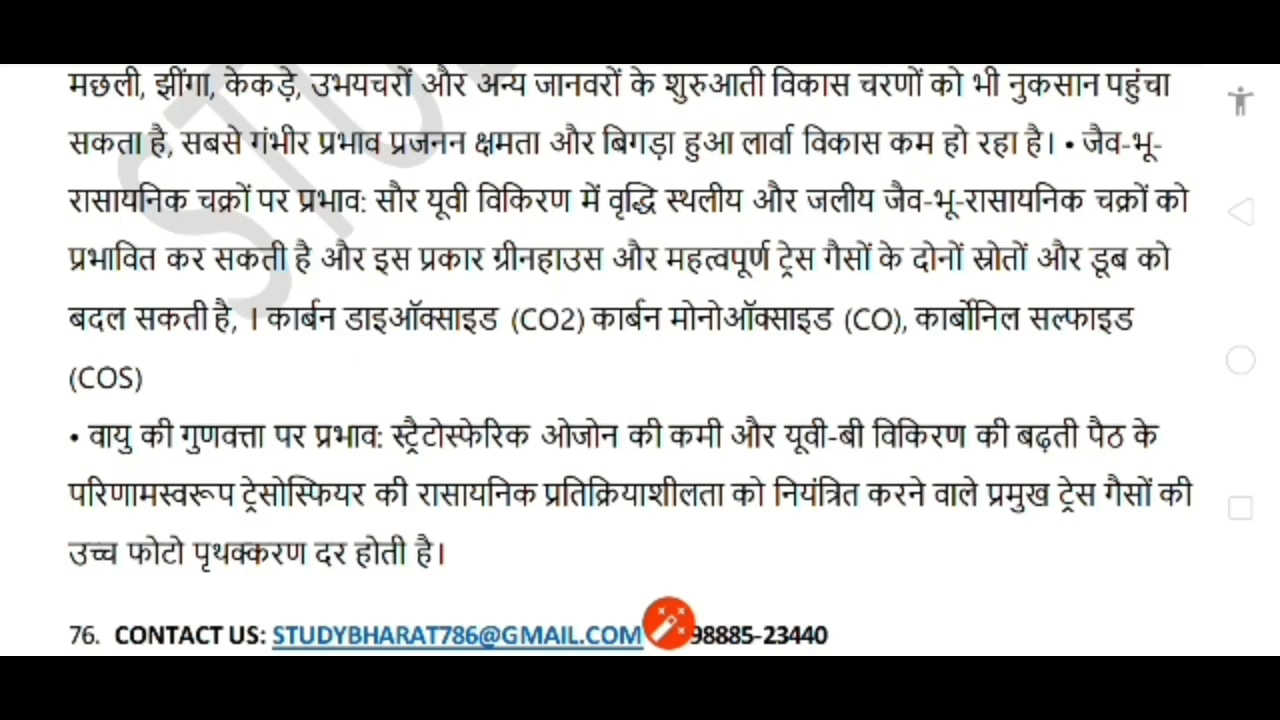 मछली, झींगा, केकड़े, उभयचरों और अन्य जानवरों के शुरुआती विकास चरणों को भी नुकसान पहुंचा
सकता है, सबसे गंभीर प्रभाव प्रजनन क्षमता और बिगड़ा हुआ लार्वा विकास कम हो रहा है। • जैव-भू-
रासायनिक चक्रों पर प्रभाव: सौर यूवी विकिरण में वृद्धि स्थलीय और जलीय जैव-भू-रासायनिक चक्रों को
प्रभावित कर सकती है और इस प्रकार ग्रीनहाउस और महत्वपूर्ण ट्रेस गैसों के दोनों स्रोतों और डूब को
बदल सकती है, । कार्बन डाइऑक्साइड (CO2) कार्बन मोनोऑक्साइड (CO), कार्बोनिल सल्फाइड
(COS)
• वायु की गुणवत्ता पर प्रभाव: स्ट्रैटोस्फेरिक ओजोन की कमी और यूवी-बी विकिरण की बढ़ती पैठ के
परिणामस्वरूप ट्रेसोस्फियर की रासायनिक प्रतिक्रियाशीलता को नियंत्रित करने वाले प्रमुख ट्रेस गैसों की
उच्च फोटो पृथक्करण दर होती है।
76. CONTACT US: STUDYBHARAT786@GMAIL.COM 98885-23440